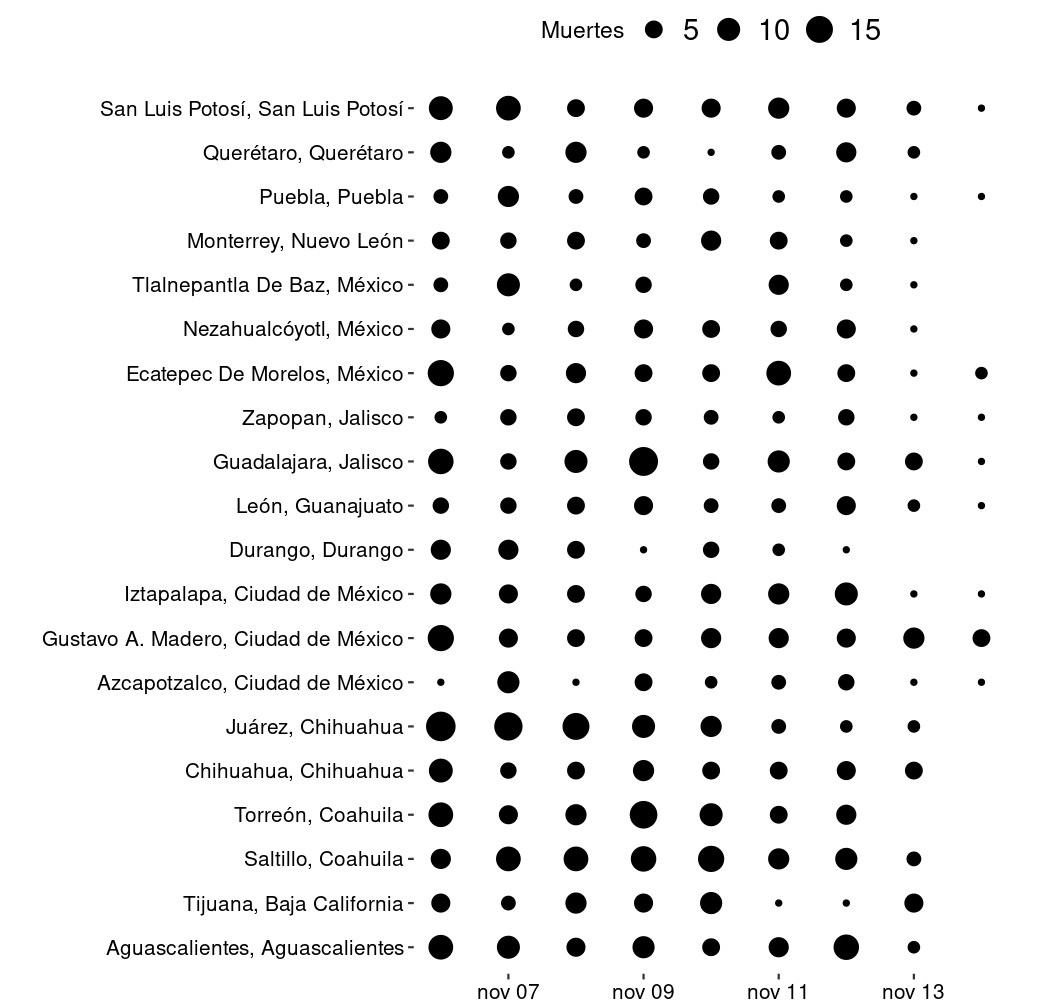 Muertes 5 10 15
San Luis Potosí, San Luis Potosí
Querétaro, Querétaro
Puebla, Puebla
Monterrey, Nuevo León
Tlalnepantla De Baz, México
Nezahualcóyotl, México
Ecatepec De Morelos, México
Zapopan, Jalisco
Guadalajara, Jalisco
León, Guanajuato
Durango, Durango
Iztapalapa, Ciudad de México
Gustavo A. Madero, Ciudad de México
Azcapotzalco, Ciudad de México
Juárez, Chihuahua
Chihuahua, Chihuahua
Torreón, Coahuila
Saltillo, Coahuila
Tijuana, Baja California
Aguascalientes, Aguascalientes
nov 07 nov 09 nov 11 nov 13